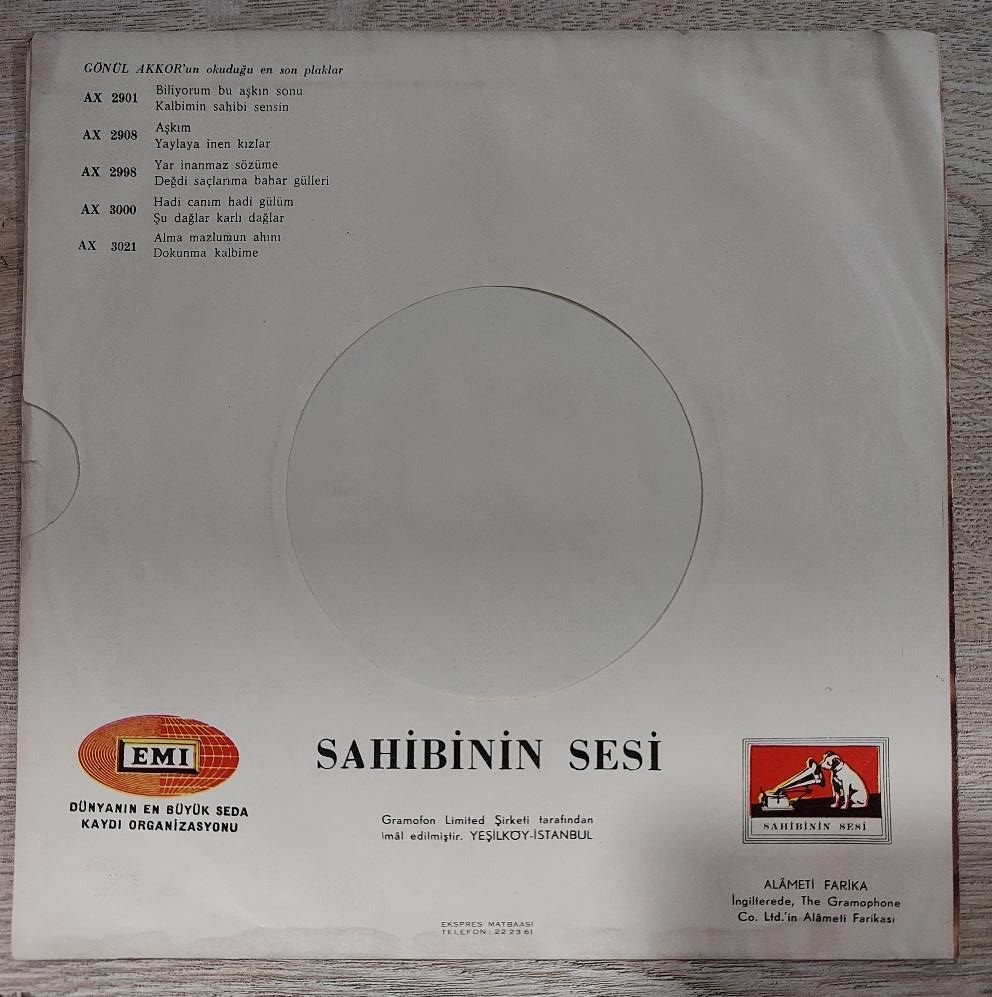 GÖNÜL AKKOR'un okuduğu en son plaklar
AX 2901 Biliyorum bu aşkın sonu
Kalbimin sahibi sensin
AX 2908 Aşkım
Yaylaya inen kızlar
AX 2998 Yar inanmaz sözüme
Değdi saçlarıma bahar gülleri
AX 3000 Hadi canım hadi gülüm
Şu dağlar karlı dağlar
AX 3021 Alma mazlumun ahını
Dokunma kalbime
EMI
DÜNYANIN EN BÜYÜK SEDA
KAYDI ORGANİZASYONU
SAHİBİNİN SESİ
Gramofon Limited Şirketi tarafından
imâl edilmiştir. YEŞİLKÖY-İSTANBUL
SAHİBİNİN SESİ
ALÂMETİ FARİKA
İngilterede, The Gramophone
Co. Ltd.'in Alâmeti Farikası
EKSPRES MATBAASI
TELEFON: 22 23 61